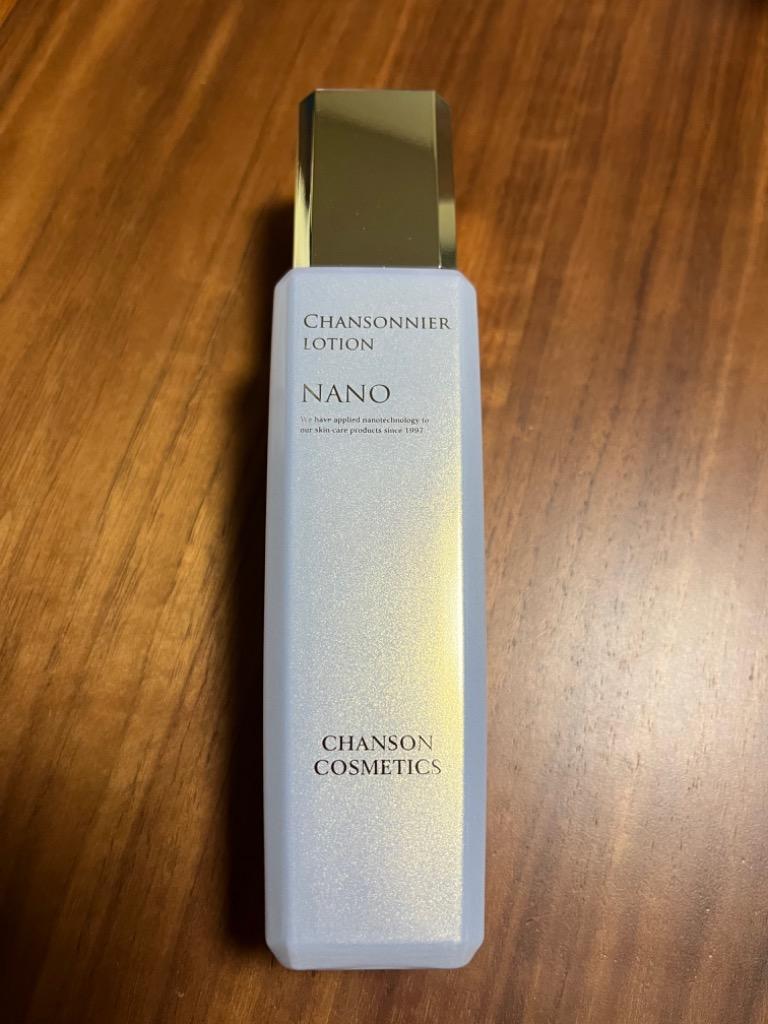 CHANSONNIER
LOTION
NANO
We have applied nanotechnology to
our skin-care products since 1997
CHANSON
COSMETICS